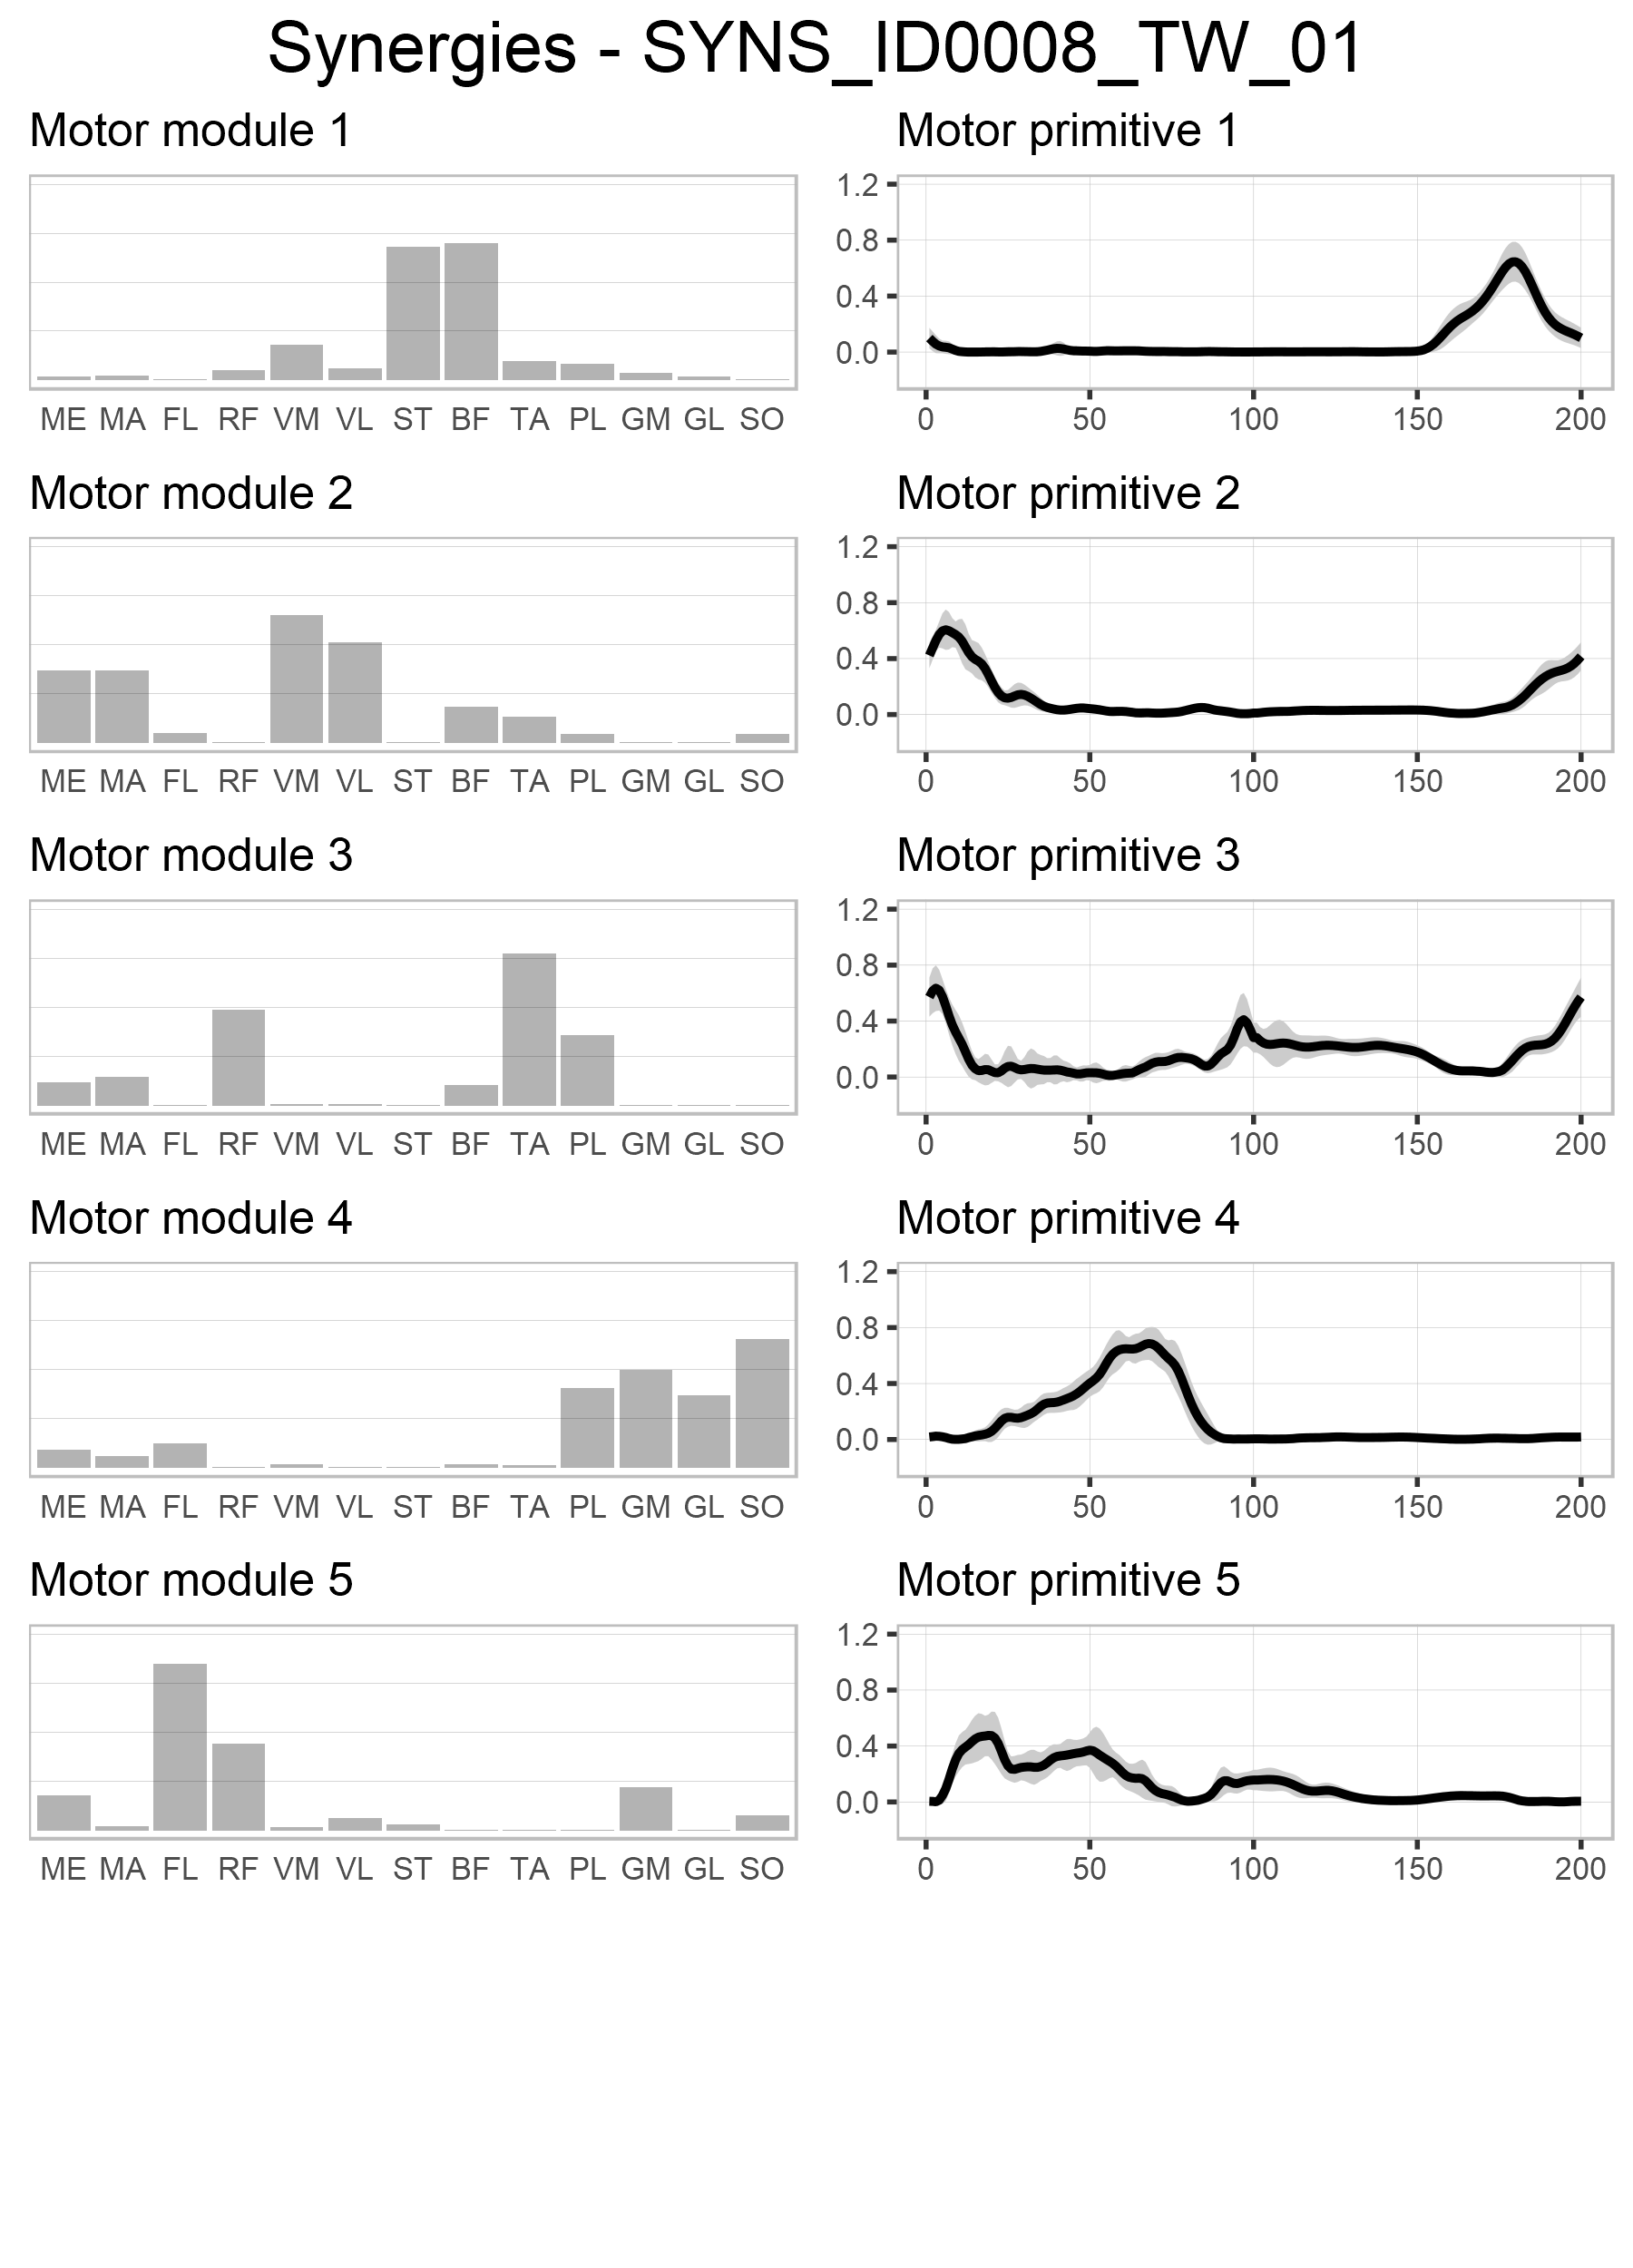 Synergies - SYNS_ID0008_TW_01
Motor module 1
Motor primitive 1
1.2
0.8
0.4
0.0
ME MA FL RF VM VL ST BF TA PL GM GL SO
0 50 100 150 200
Motor module 2
Motor primitive 2
1.2
0.8
0.4
0.0
ME MA FL RF VM VL ST BF TA PL GM GL SO
0 50 100 150 200
Motor module 3
Motor primitive 3
1.2
0.8
0.4
0.0
ME MA FL RF VM VL ST BF TA PL GM GL SO
0 50 100 150 200
Motor module 4
Motor primitive 4
1.2
0.8
0.4
0.0
ME MA FL RF VM VL ST BF TA PL GM GL SO
0 50 100 150 200
Motor module 5
Motor primitive 5
1.2
0.8
0.4
0.0
ME MA FL RF VM VL ST BF TA PL GM GL SO
0 50 100 150 200